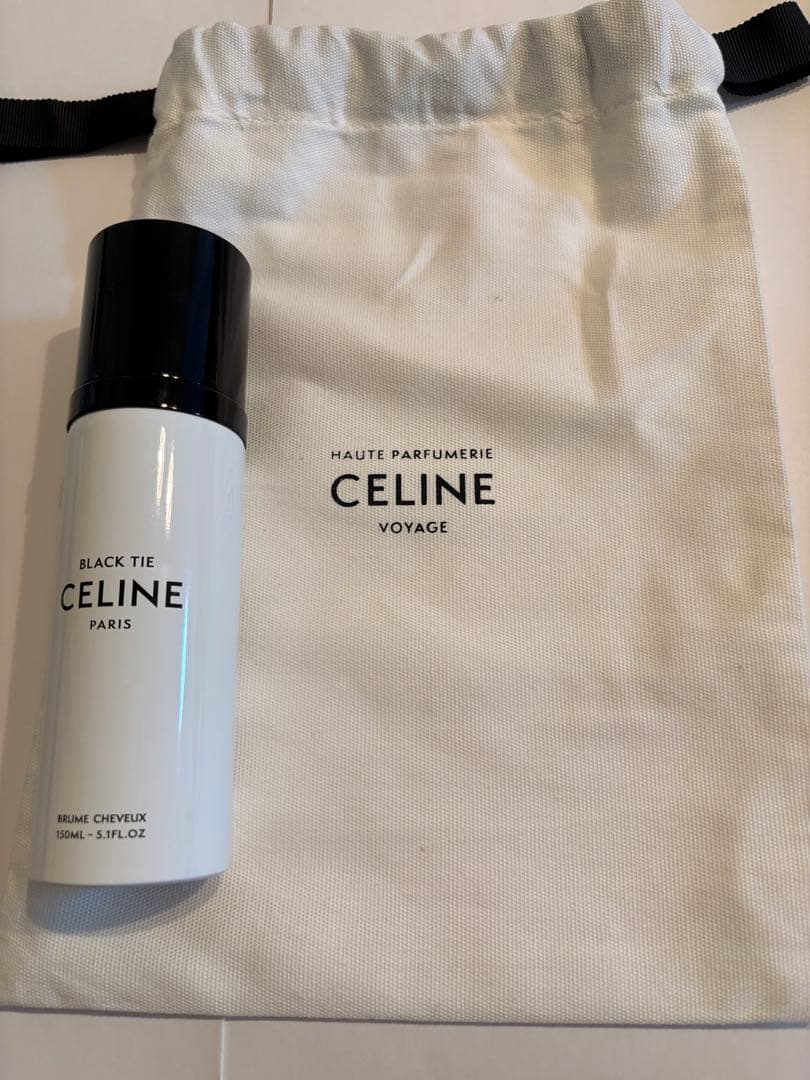 HAUTE PARFUMERIE
CELINE
VOYAGE
BLACK TIE
CELINE
PARIS
BRUME CHEVEUX
150ML – 5.1FL.OZ